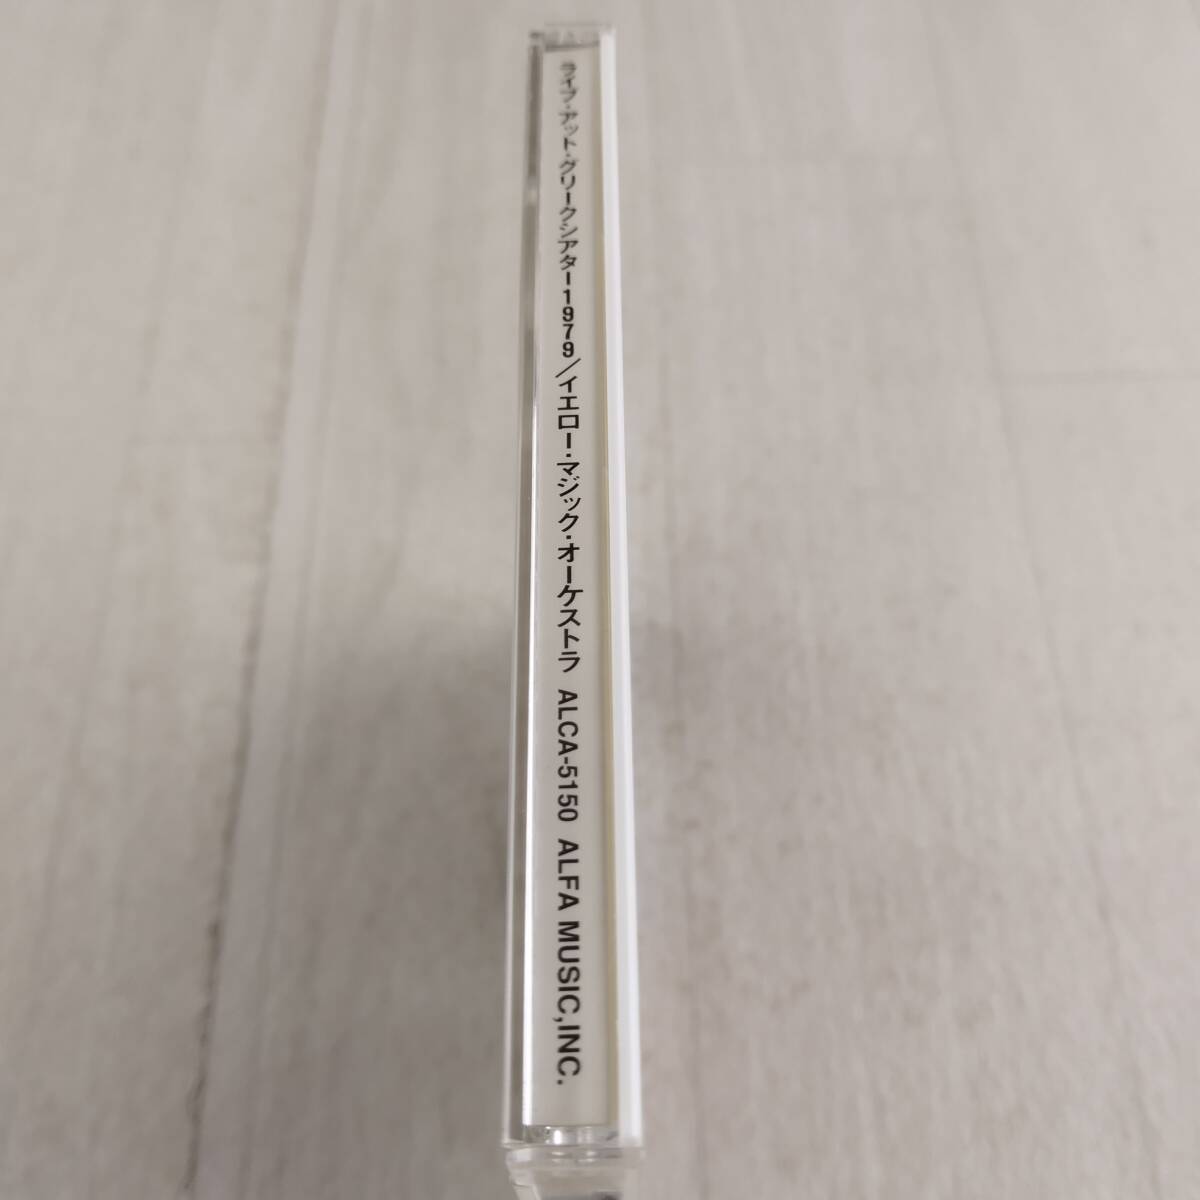 ライブ・アット・グリークシアター1979/イエロー・マジック・オーケストラ ALCA-5150 ALFA MUSIC,INC.